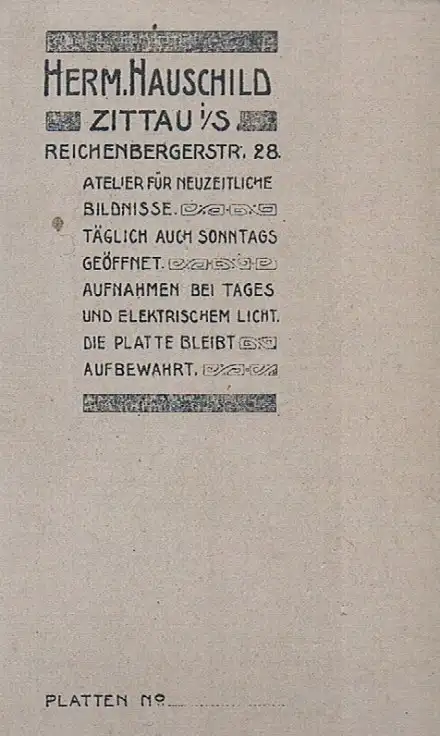 HERM. HAUSCHILD
ZITTAU i/S
REICHENBERGERSTR. 28.
ATELIER FÜR NEUZEITLICHE
BILDNISSE.
TÄGLICH AUCH SONNTAGS
GEÖFFNET.
AUFNAHMEN BEI TAGES
UND ELEKTRISCHEM LICHT.
DIE PLATTE BLEIBT
AUFBEWAHRT.
PLATTEN No